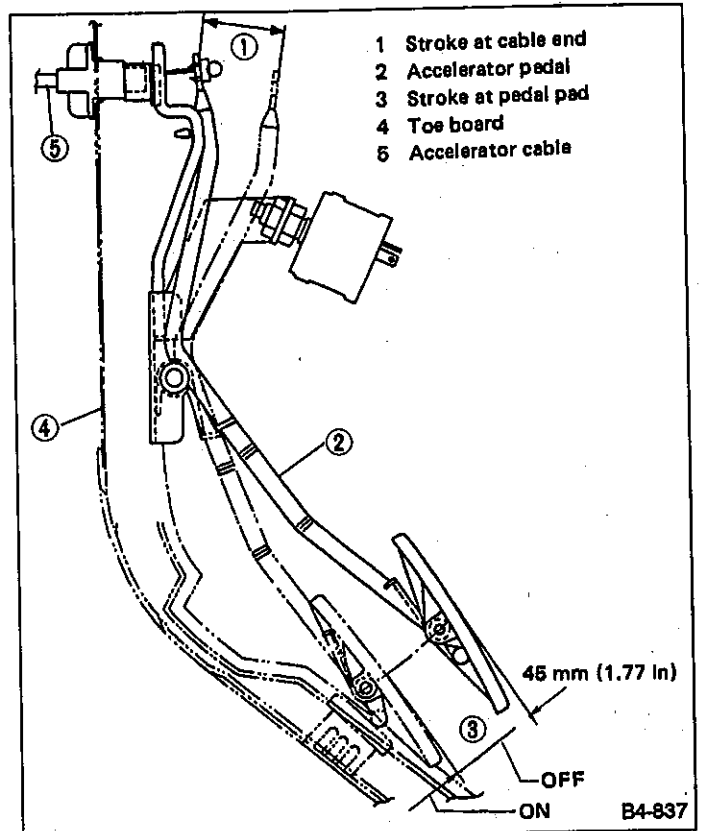 1 Stroke at cable end
2 Accelerator pedal
3 Stroke at pedal pad
4 Toe board
5 Accelerator cable
①
⑤
④
②
45 mm (1.77 in)
③
OFF
ON
B4-837